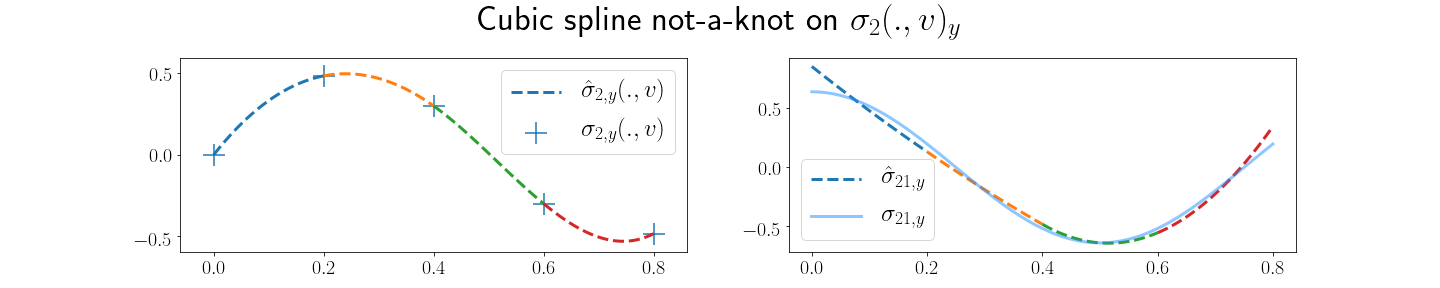 Cubic spline not-a-knot on σ₂(., v)ᵧ
0.5
0.0
−0.5
0.0 0.2 0.4 0.6 0.8
σ̂₂,ᵧ(., v)
σ₂,ᵧ(., v)
0.5
0.0
−0.5
0.0 0.2 0.4 0.6 0.8
σ̂₂₁,ᵧ
σ₂₁,ᵧ